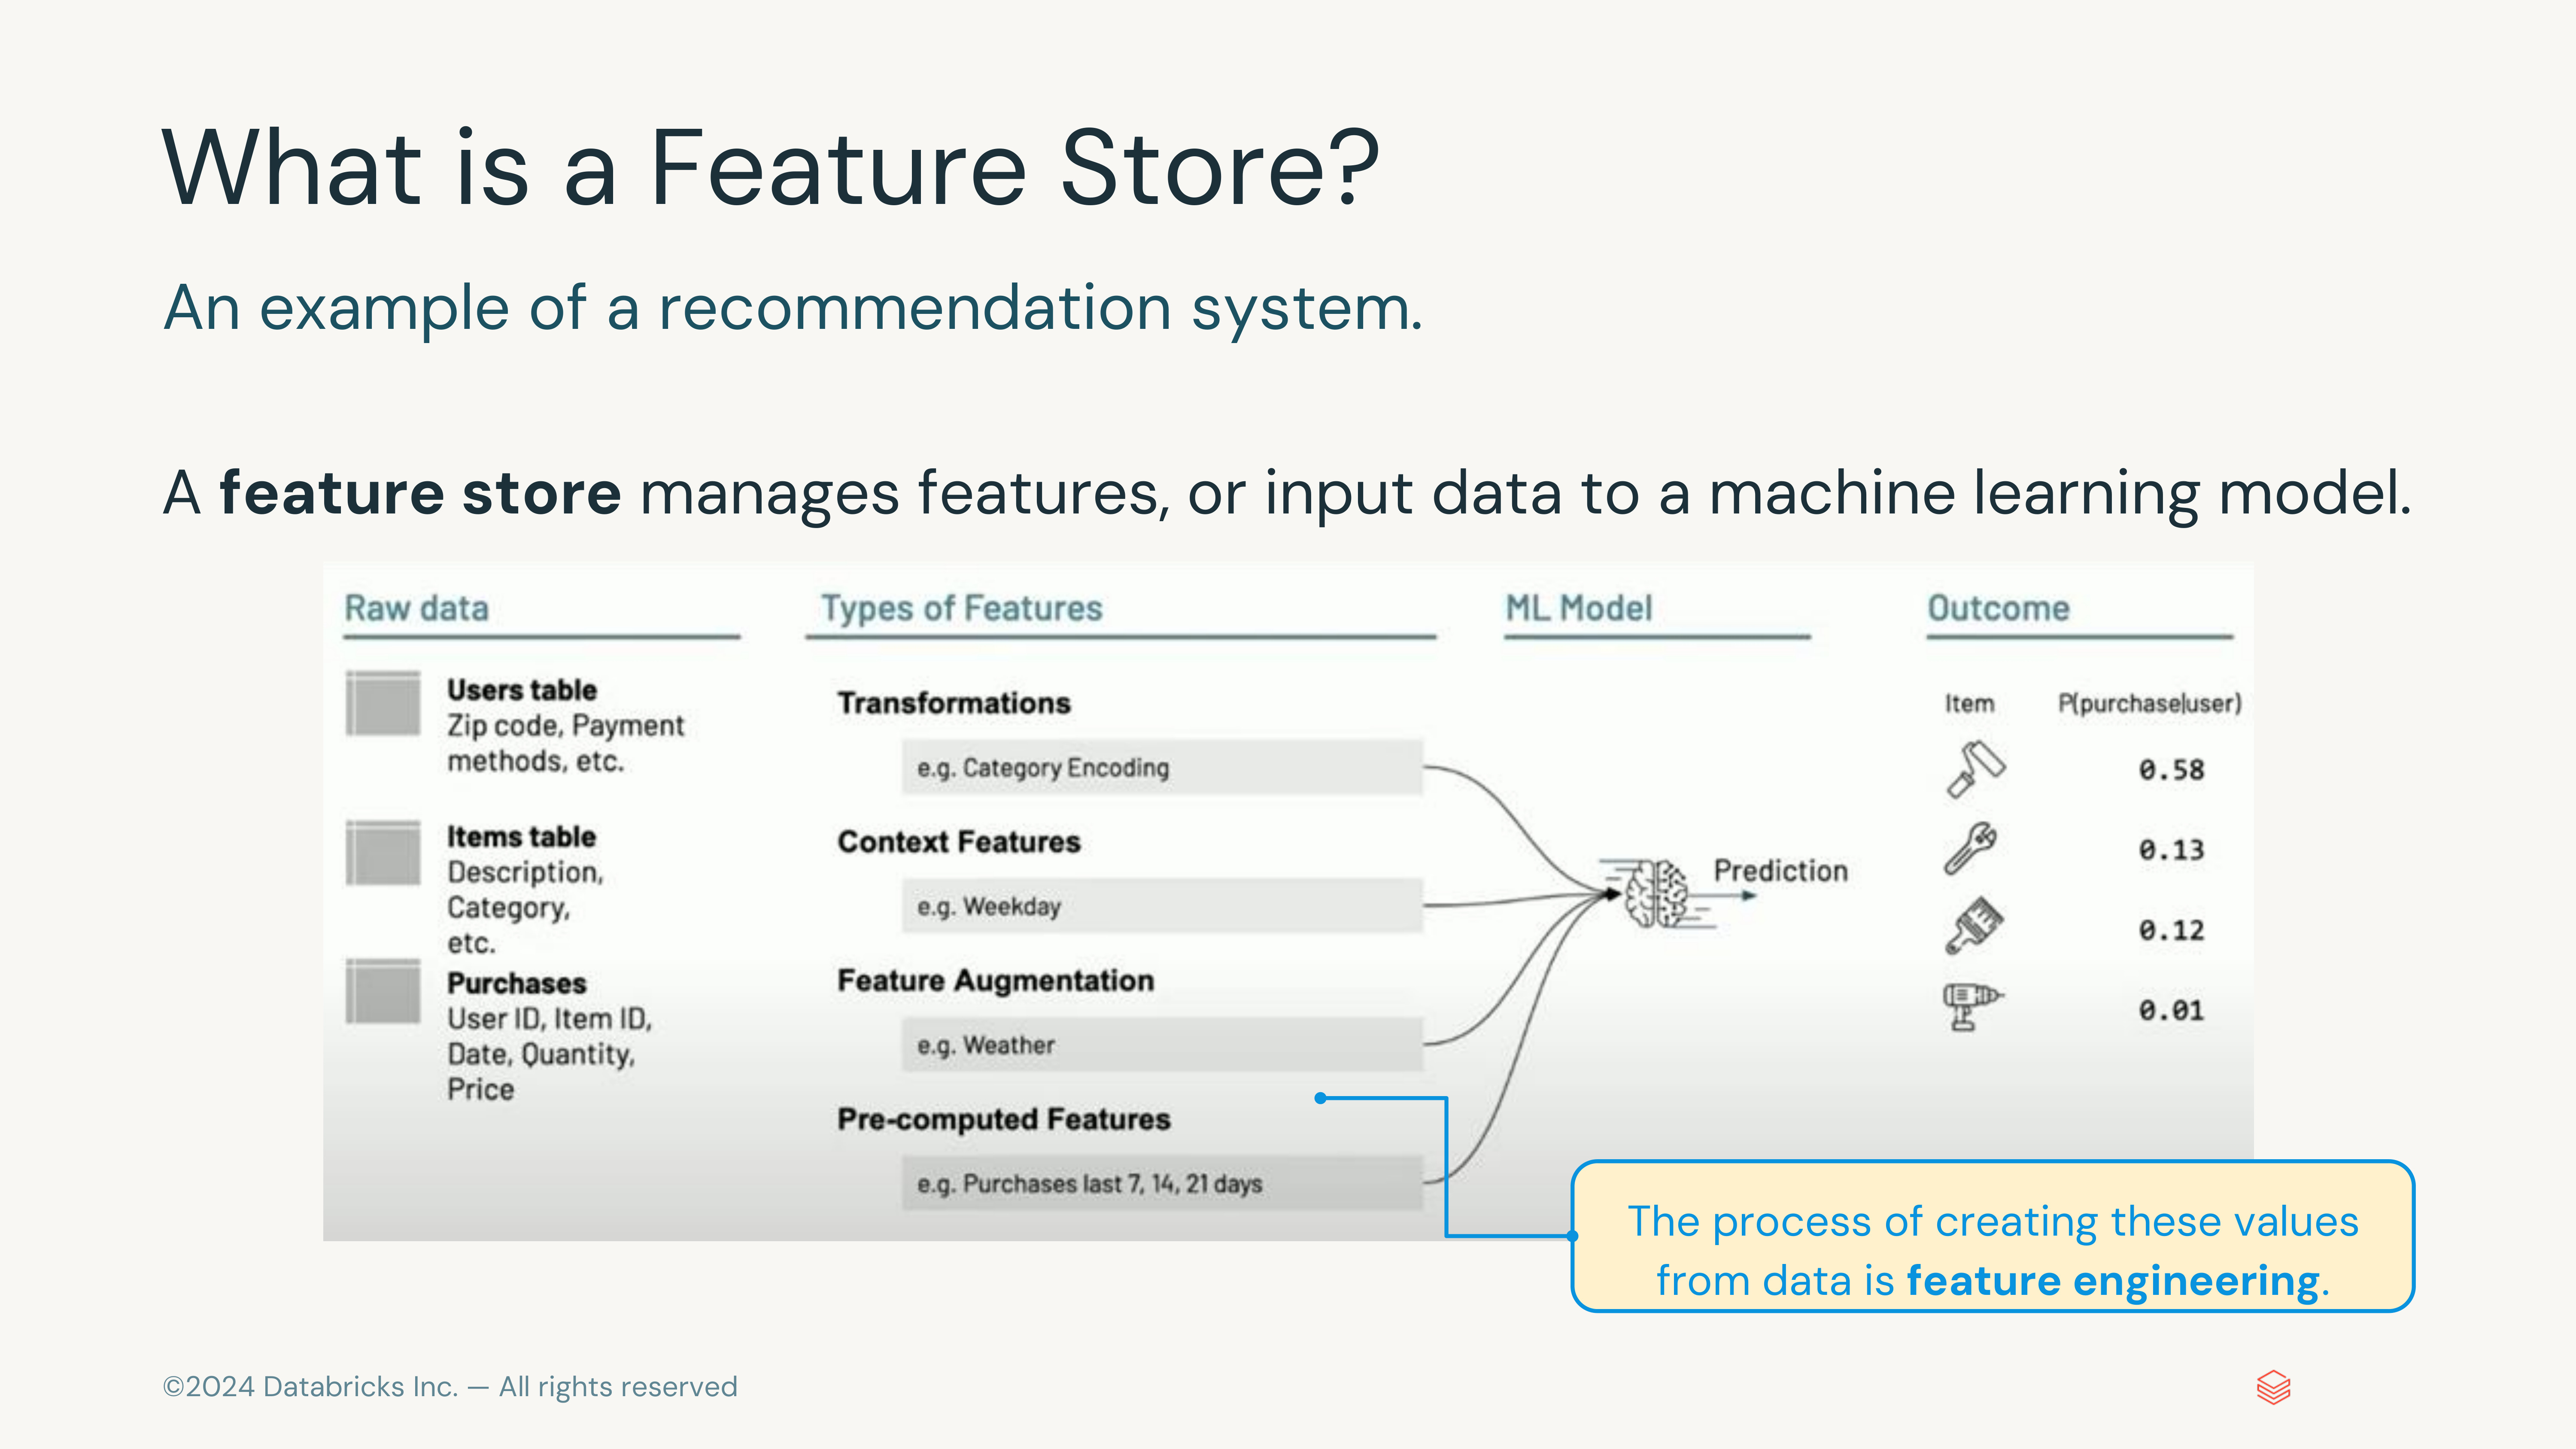 What is a Feature Store?
An example of a recommendation system.
A feature store manages features, or input data to a machine learning model.
Raw data
Users table
Zip code, Payment
methods, etc.
Items table
Description,
Category,
etc.
Purchases
User ID, Item ID,
Date, Quantity,
Price
Types of Features
Transformations
e.g. Category Encoding
Context Features
e.g. Weekday
Feature Augmentation
e.g. Weather
Pre-computed Features
e.g. Purchases last 7, 14, 21 days
ML Model
Prediction
Outcome
Item P(purchase|user)
0.58
0.13
0.12
0.01
The process of creating these values
from data is feature engineering.
©2024 Databricks Inc. — All rights reserved